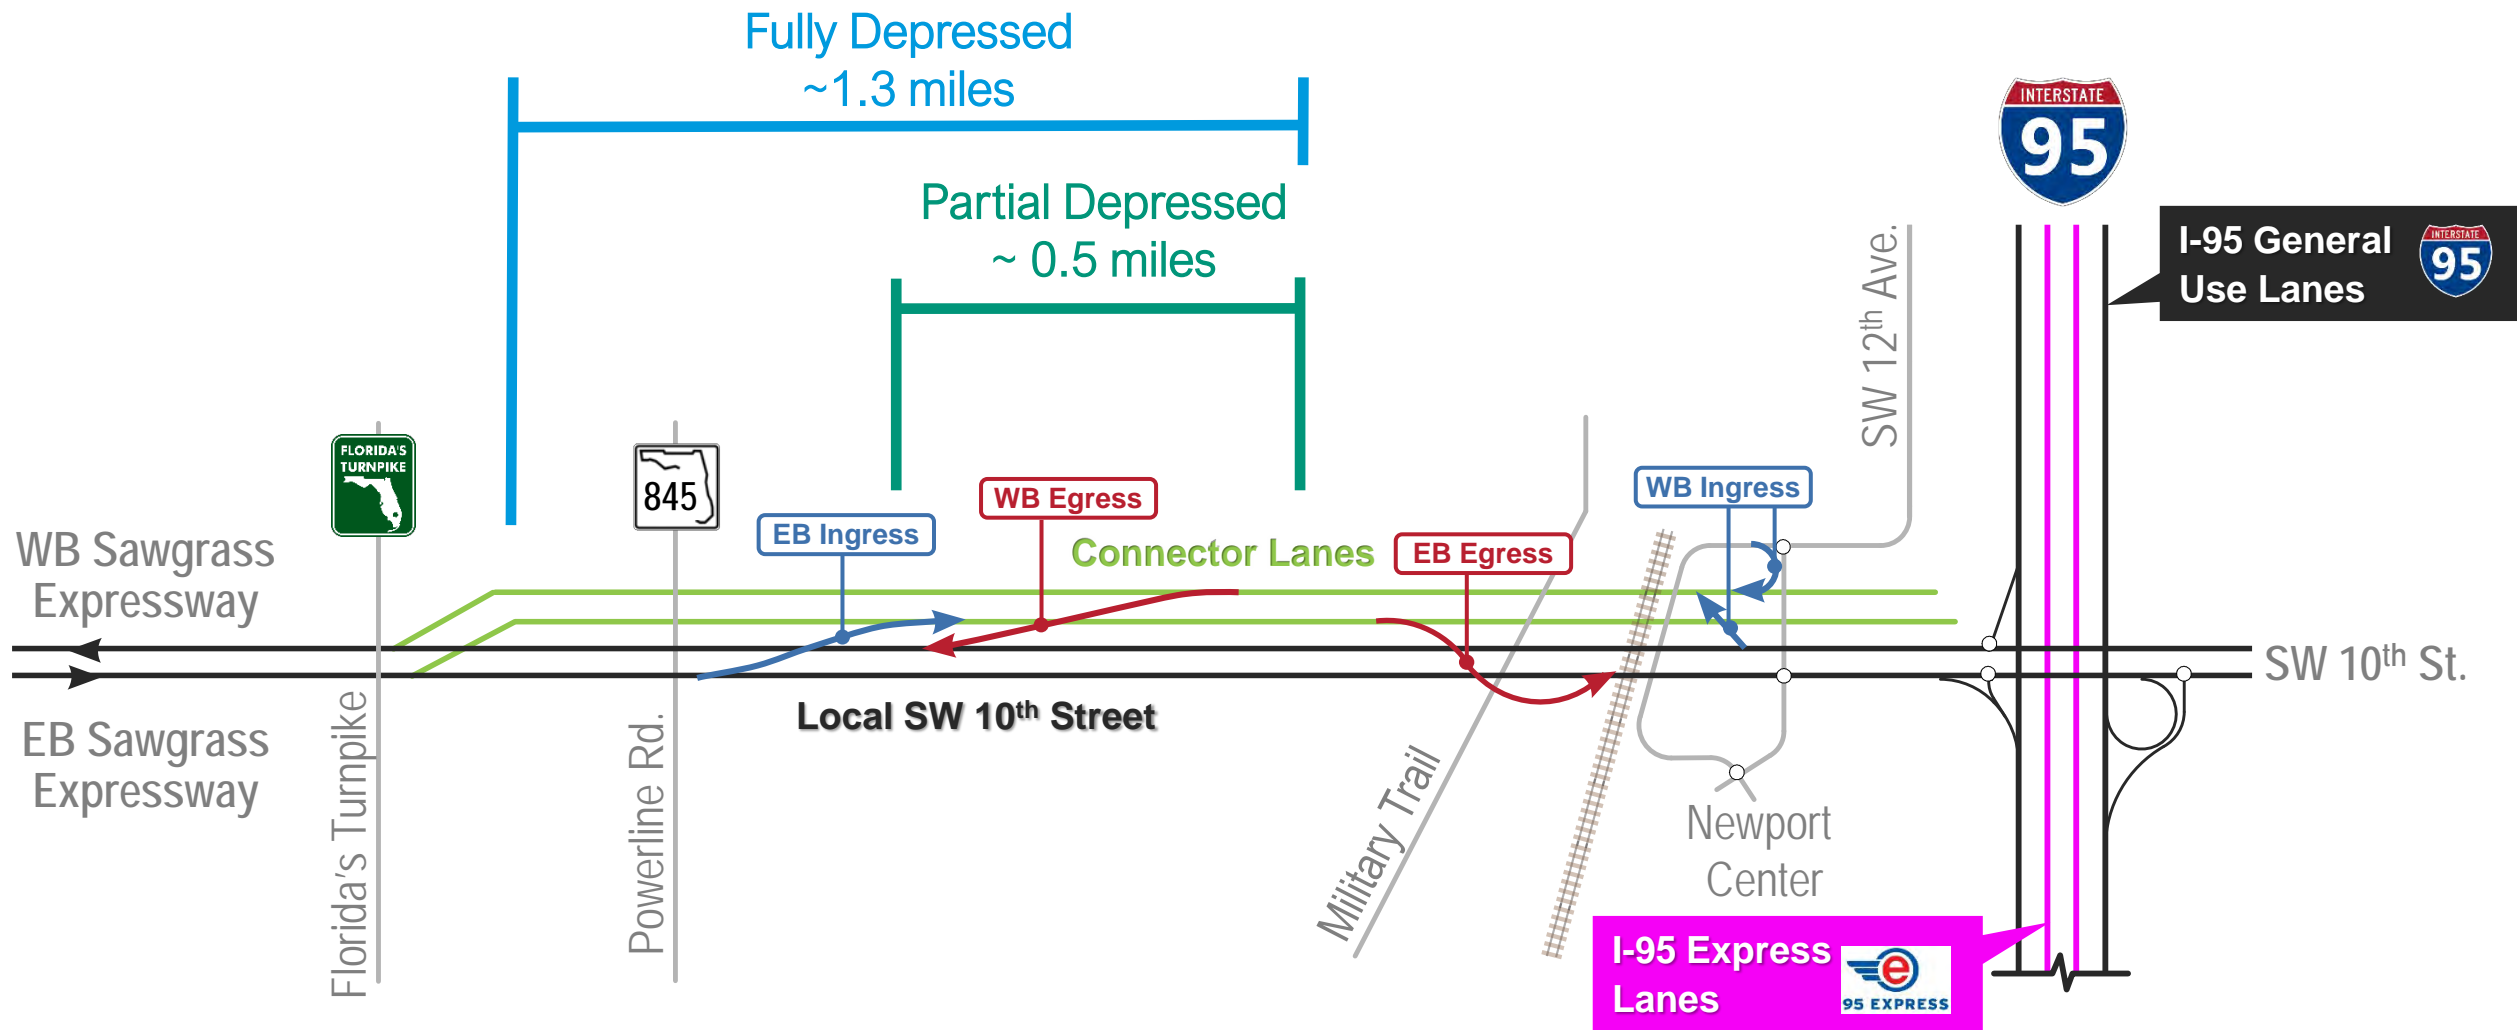 Fully Depressed
~1.3 miles
Partial Depressed
~ 0.5 miles
INTERSTATE
95
I-95 General
Use Lanes
INTERSTATE
95
SW 12th Ave.
FLORIDA'S
TURNPIKE
845
WB Egress
WB Ingress
EB Ingress
EB Egress
Connector Lanes
WB Sawgrass
Expressway
EB Sawgrass
Expressway
SW 10th St.
Local SW 10th Street
Florida's Turnpike
Powerline Rd.
Military Trail
Newport
Center
I-95 Express
Lanes
e
95 EXPRESS